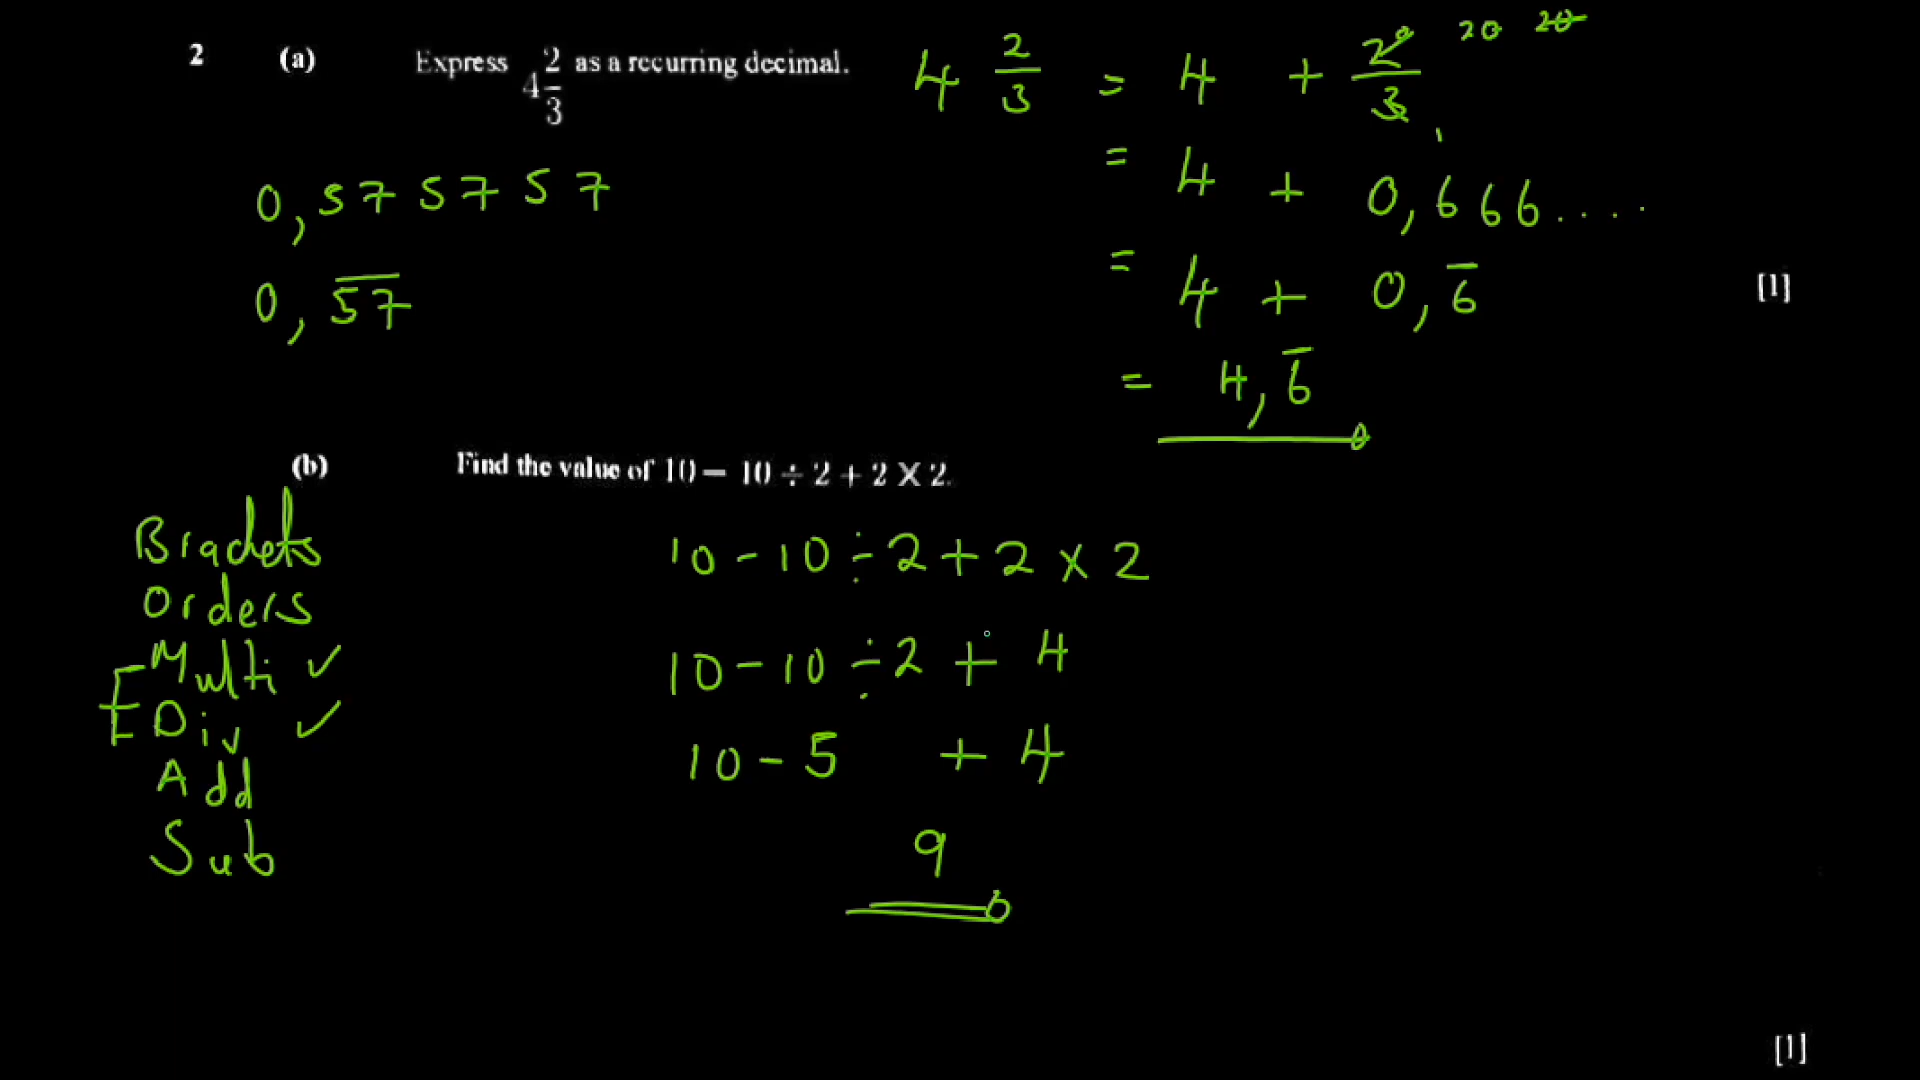 2 (a) Express 4 2/3 as a recurring decimal.
4 2/3 = 4 + 2/3 20 20
= 4 + 0,666....
0,575757
= 4 + 0,6̅
0,5̅7̅
[1]
= 4,6̅
(b) Find the value of 10 − 10 ÷ 2 + 2 X 2.
Brackets
10 - 10 ÷ 2 + 2 x 2
Orders
Multi ✓
10 - 10 ÷ 2 + 4
Div ✓
10 - 5 + 4
Add
Sub
9
[1]